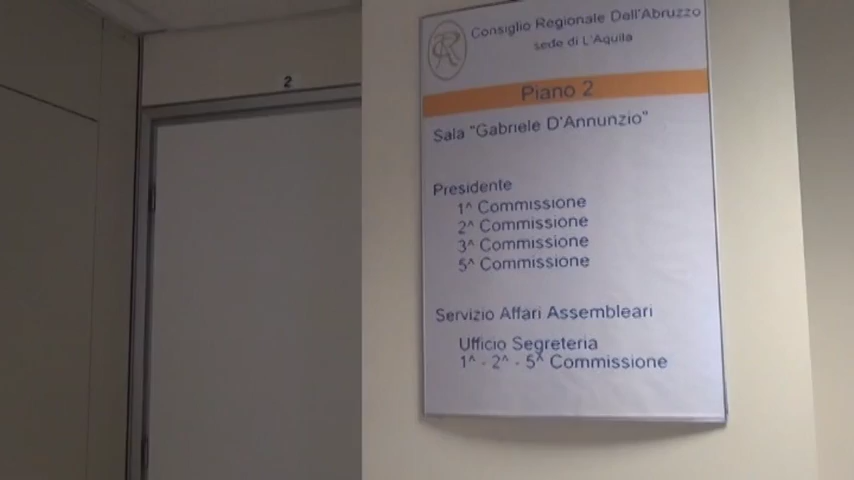 2
Consiglio Regionale Dell'Abruzzo
sede di L'Aquila
Piano 2
Sala "Gabriele D'Annunzio"
Presidente
1^ Commissione
2^ Commissione
3^ Commissione
5^ Commissione
Servizio Affari Assembleari
Ufficio Segreteria
1^ - 2^ - 5^ Commissione